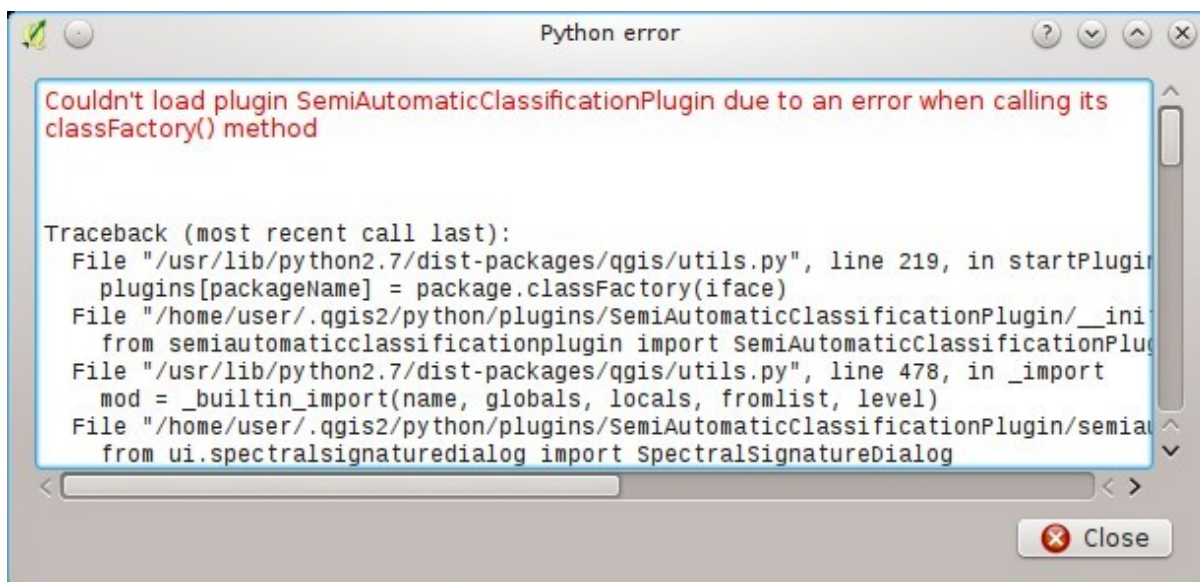 Python error
Couldn't load plugin SemiAutomaticClassificationPlugin due to an error when calling its
classFactory() method
Traceback (most recent call last):
File "/usr/lib/python2.7/dist-packages/qgis/utils.py", line 219, in startPlugin
plugins[packageName] = package.classFactory(iface)
File "/home/user/.qgis2/python/plugins/SemiAutomaticClassificationPlugin/__ini
from semiautomaticclassificationplugin import SemiAutomaticClassificationPlug
File "/usr/lib/python2.7/dist-packages/qgis/utils.py", line 478, in _import
mod = _builtin_import(name, globals, locals, fromlist, level)
File "/home/user/.qgis2/python/plugins/SemiAutomaticClassificationPlugin/semiau
from ui.spectralsignaturedialog import SpectralSignatureDialog
Close